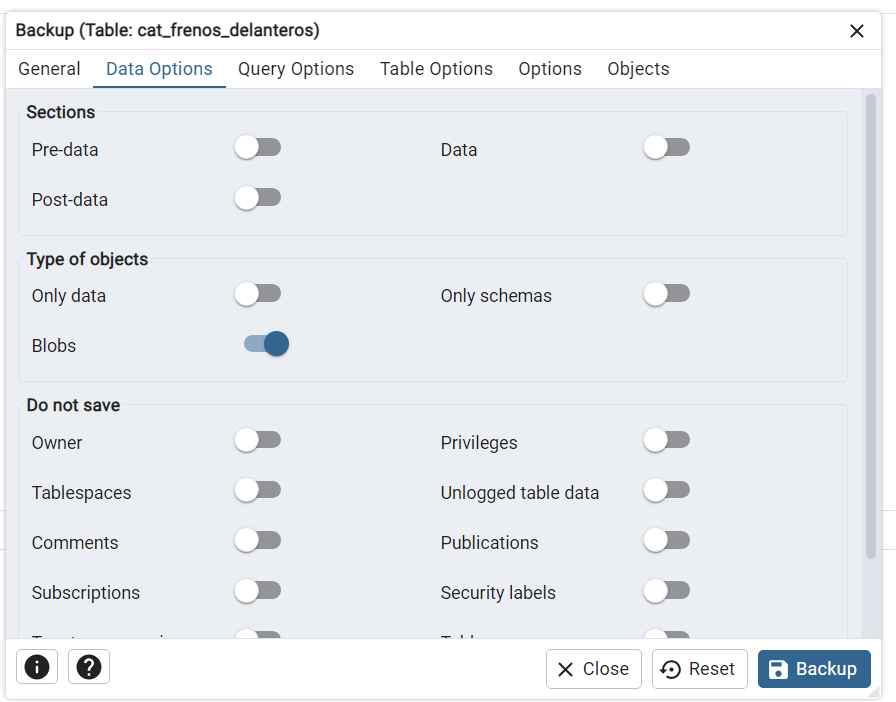 Backup (Table: cat_frenos_delanteros)
General Data Options Query Options Table Options Options Objects
Sections
Pre-data Data
Post-data
Type of objects
Only data Only schemas
Blobs
Do not save
Owner Privileges
Tablespaces Unlogged table data
Comments Publications
Subscriptions Security labels
Close Reset Backup